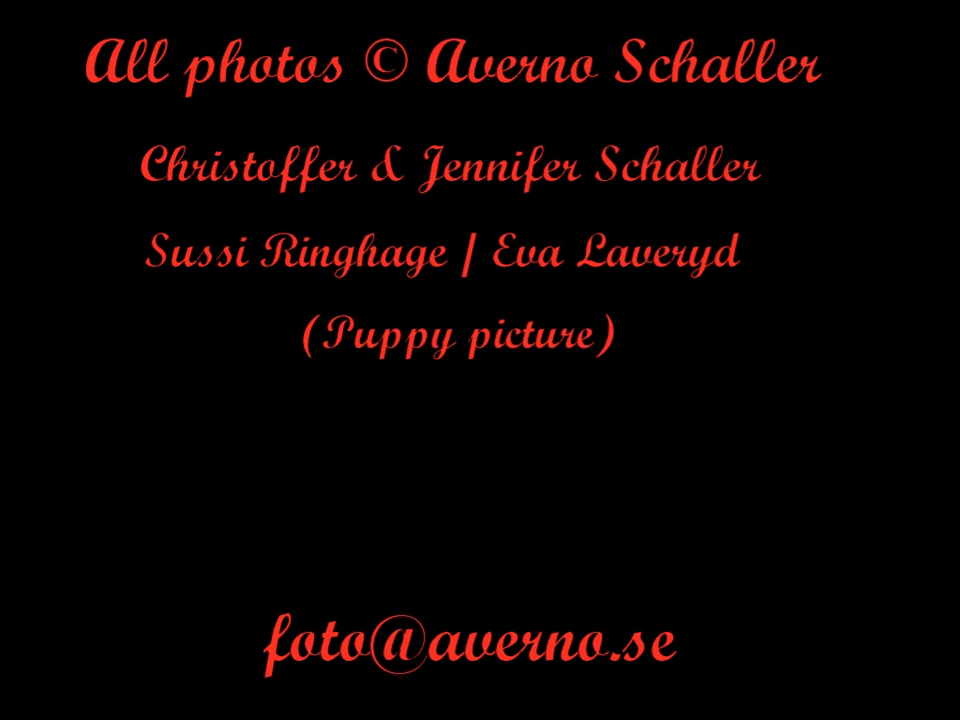 All photos © Averno Schaller
Christoffer & Jennifer Schaller
Sussi Ringhage / Eva Laveryd
(Puppy picture)
foto@averno.se